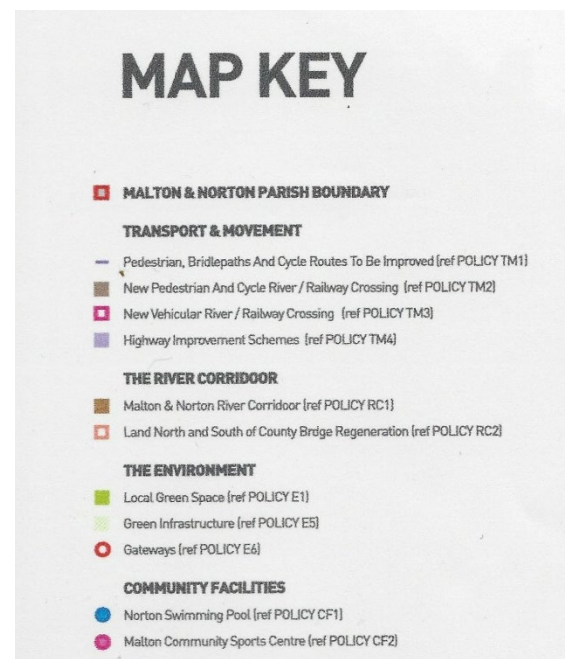 MAP KEY
MALTON & NORTON PARISH BOUNDARY
TRANSPORT & MOVEMENT
Pedestrian, Bridlepaths And Cycle Routes To Be Improved (ref POLICY TM1)
New Pedestrian And Cycle River / Railway Crossing (ref POLICY TM2)
New Vehicular River / Railway Crossing (ref POLICY TM3)
Highway Improvement Schemes (ref POLICY TM4)
THE RIVER CORRIDOOR
Malton & Norton River Corridoor (ref POLICY RC1)
Land North and South of County Brdge Regeneration (ref POLICY RC2)
THE ENVIRONMENT
Local Green Space (ref POLICY E1)
Green Infrastructure (ref POLICY E5)
Gateways (ref POLICY E6)
COMMUNITY FACILITIES
Norton Swimming Pool (ref POLICY CF1)
Malton Community Sports Centre (ref POLICY CF2)